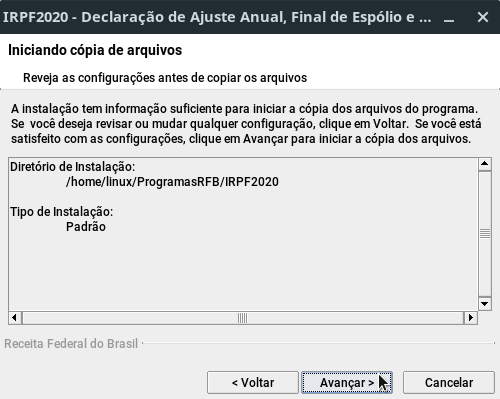 IRPF2020 - Declaração de Ajuste Anual, Final de Espólio e ...
Iniciando cópia de arquivos
Reveja as configurações antes de copiar os arquivos
A instalação tem informação suficiente para iniciar a cópia dos arquivos do programa.
Se você deseja revisar ou mudar qualquer configuração, clique em Voltar. Se você está
satisfeito com as configurações, clique em Avançar para iniciar a cópia dos arquivos.
Diretório de Instalação:
/home/linux/ProgramasRFB/IRPF2020
Tipo de Instalação:
Padrão
Receita Federal do Brasil
< Voltar
Avançar >
Cancelar